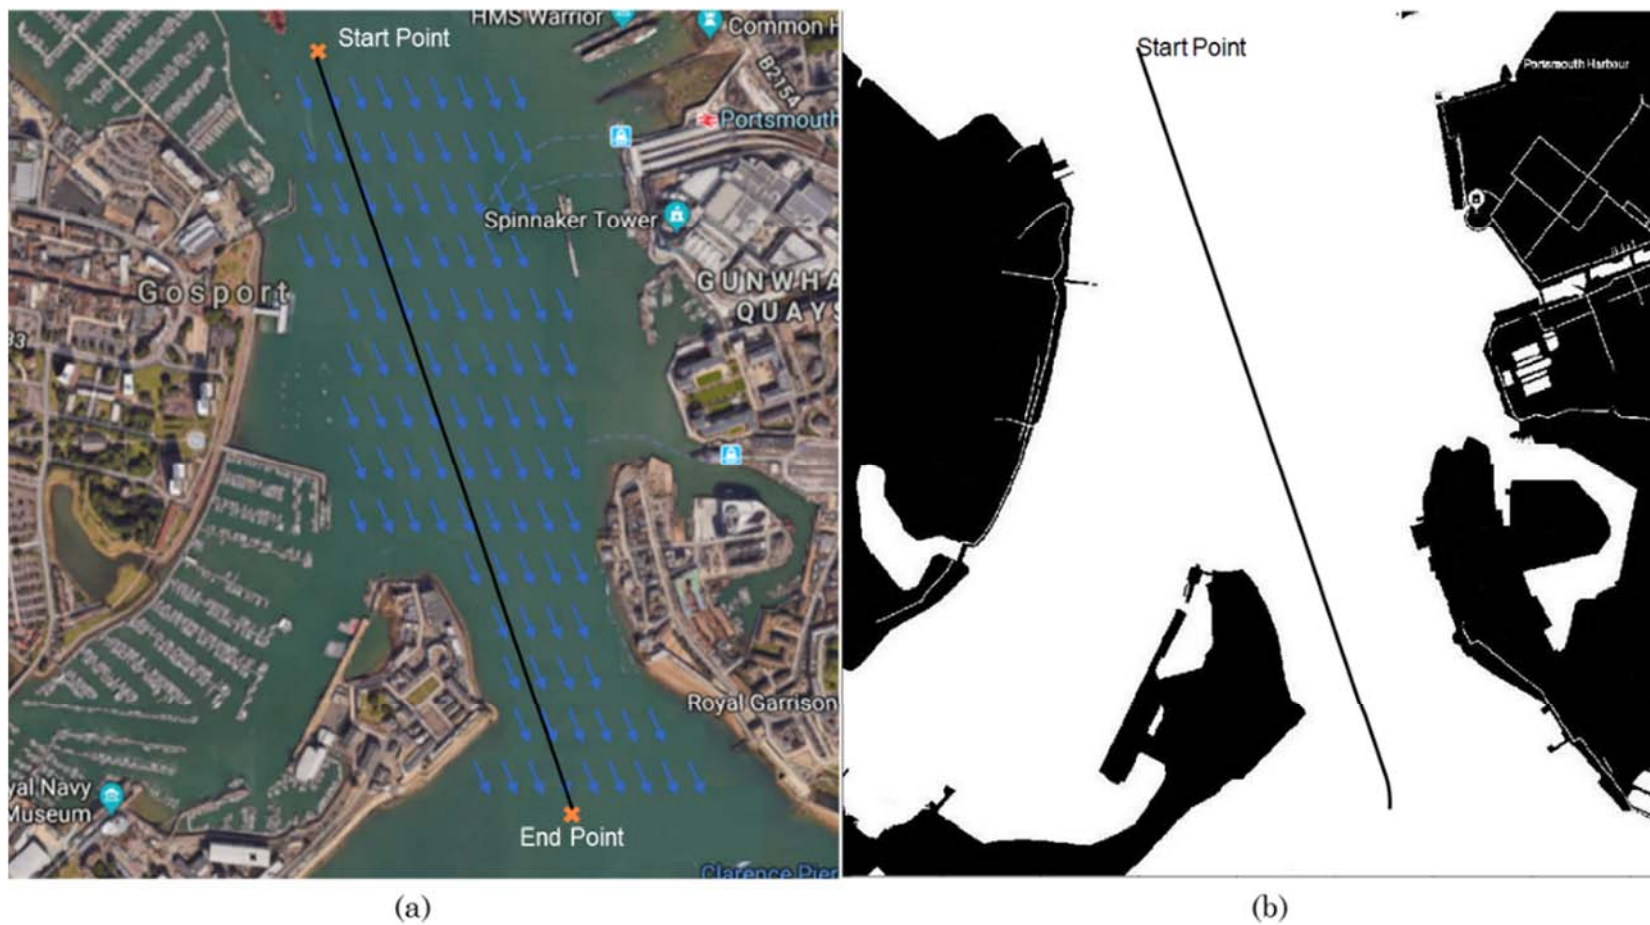 HMS Warrior
Common H
Start Point
B2154
Portsmouth
Spinnaker Tower
GUNWHA
QUAYS
Gosport
33
Royal Garrison
yal Navy
Museum
End Point
Clarence Pier
(a)
Start Point
Portsmouth Harbour
(b)